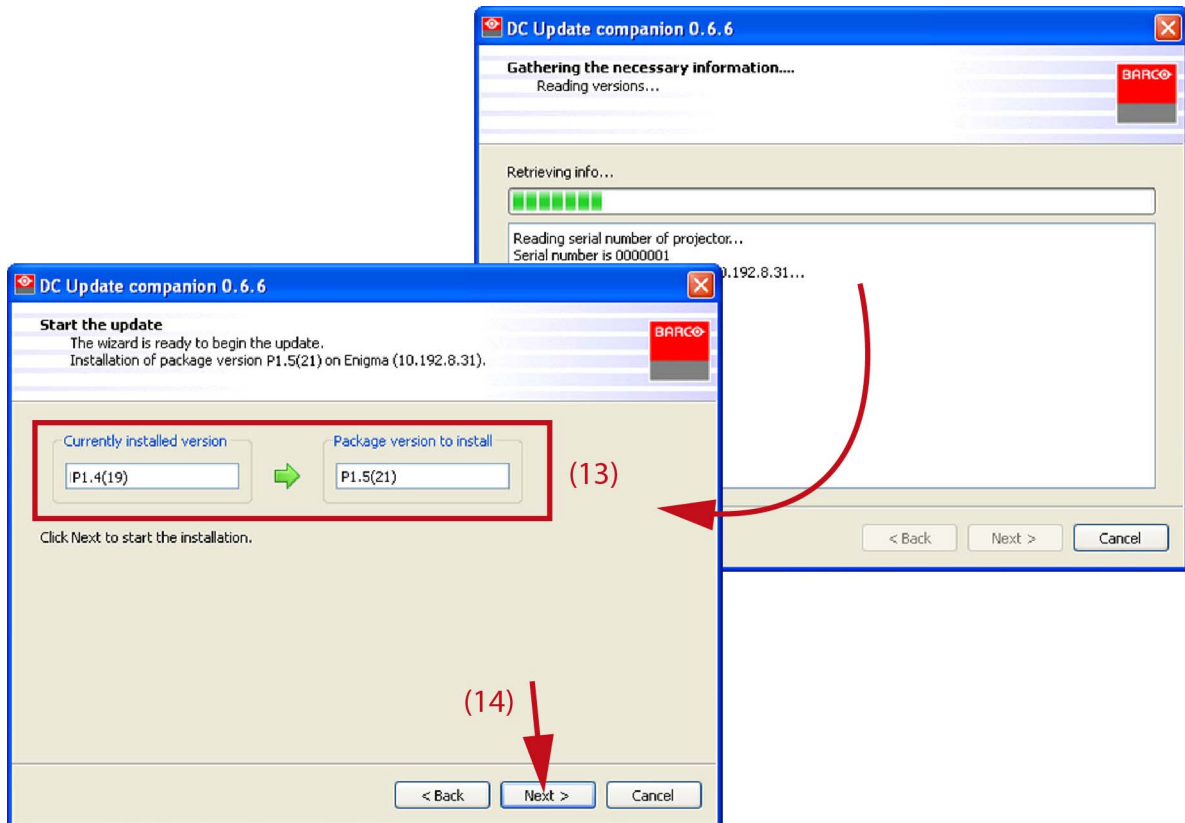 DC Update companion 0.6.6
Gathering the necessary information....
Reading versions...
BARCO
Retrieving info...
Reading serial number of projector...
Serial number is 0000001
0.192.8.31...
< Back
Next >
Cancel
DC Update companion 0.6.6
Start the update
The wizard is ready to begin the update.
Installation of package version P1.5(21) on Enigma (10.192.8.31).
BARCO
Currently installed version
Package version to install
P1.4(19)
P1.5(21)
(13)
Click Next to start the installation.
(14)
< Back
Next >
Cancel